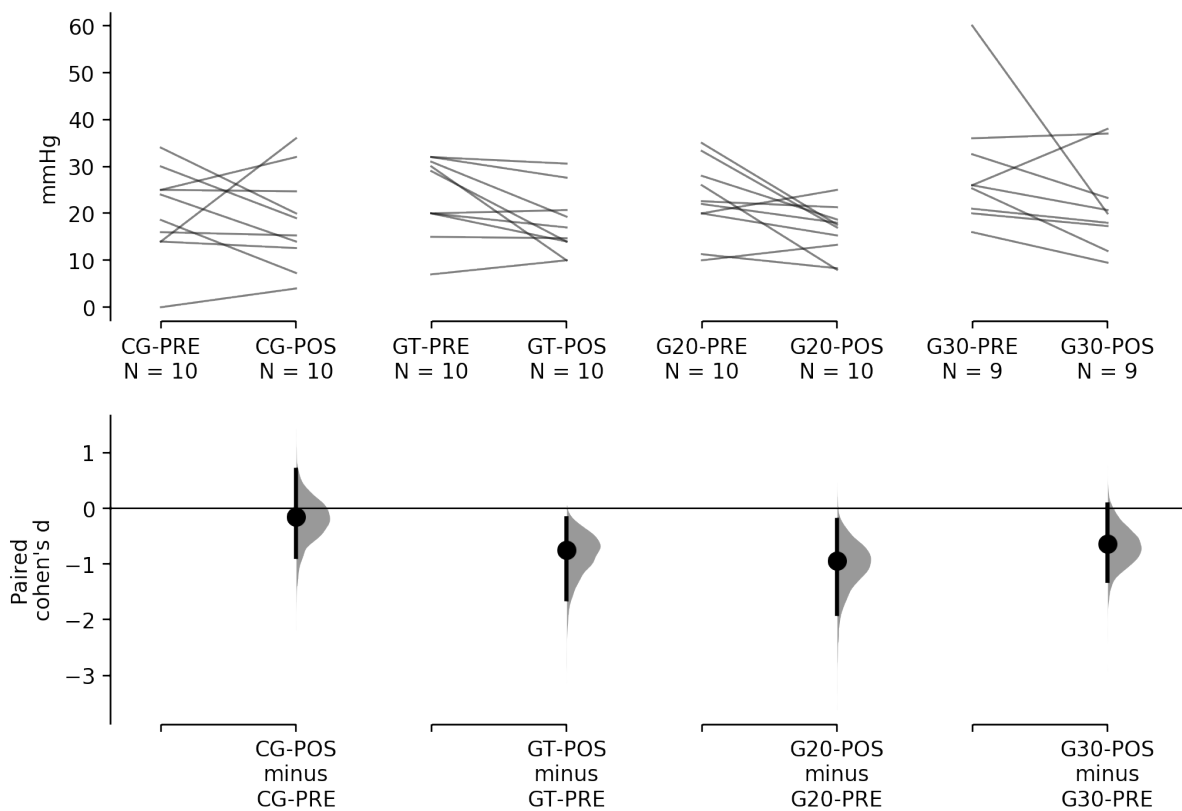 60
50
40
30
20
10
0
mmHg
CG-PRE
N = 10
CG-POS
N = 10
GT-PRE
N = 10
GT-POS
N = 10
G20-PRE
N = 10
G20-POS
N = 10
G30-PRE
N = 9
G30-POS
N = 9
1
0
−1
−2
−3
Paired
cohen's d
CG-POS
minus
CG-PRE
GT-POS
minus
GT-PRE
G20-POS
minus
G20-PRE
G30-POS
minus
G30-PRE